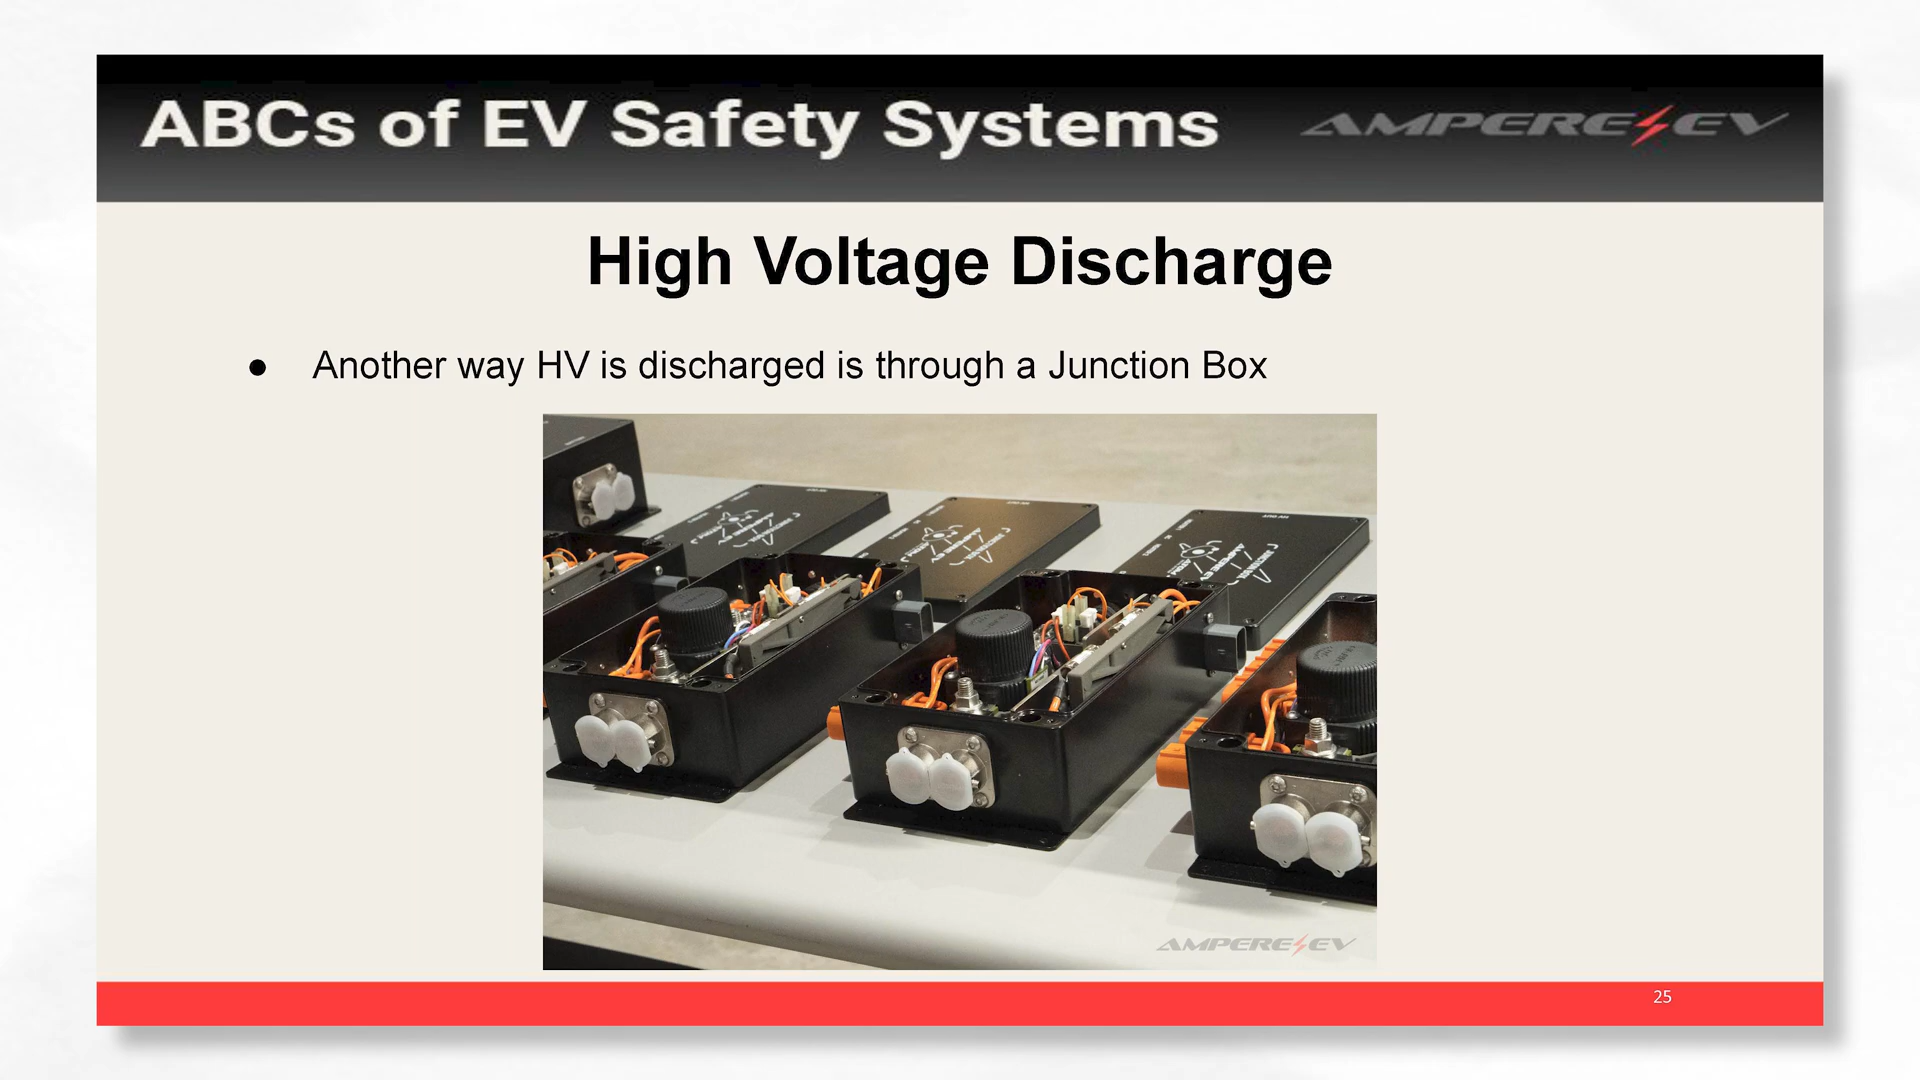 ABCs of EV Safety Systems
AMPERE EV
High Voltage Discharge
● Another way HV is discharged is through a Junction Box
AMPERE EV
25